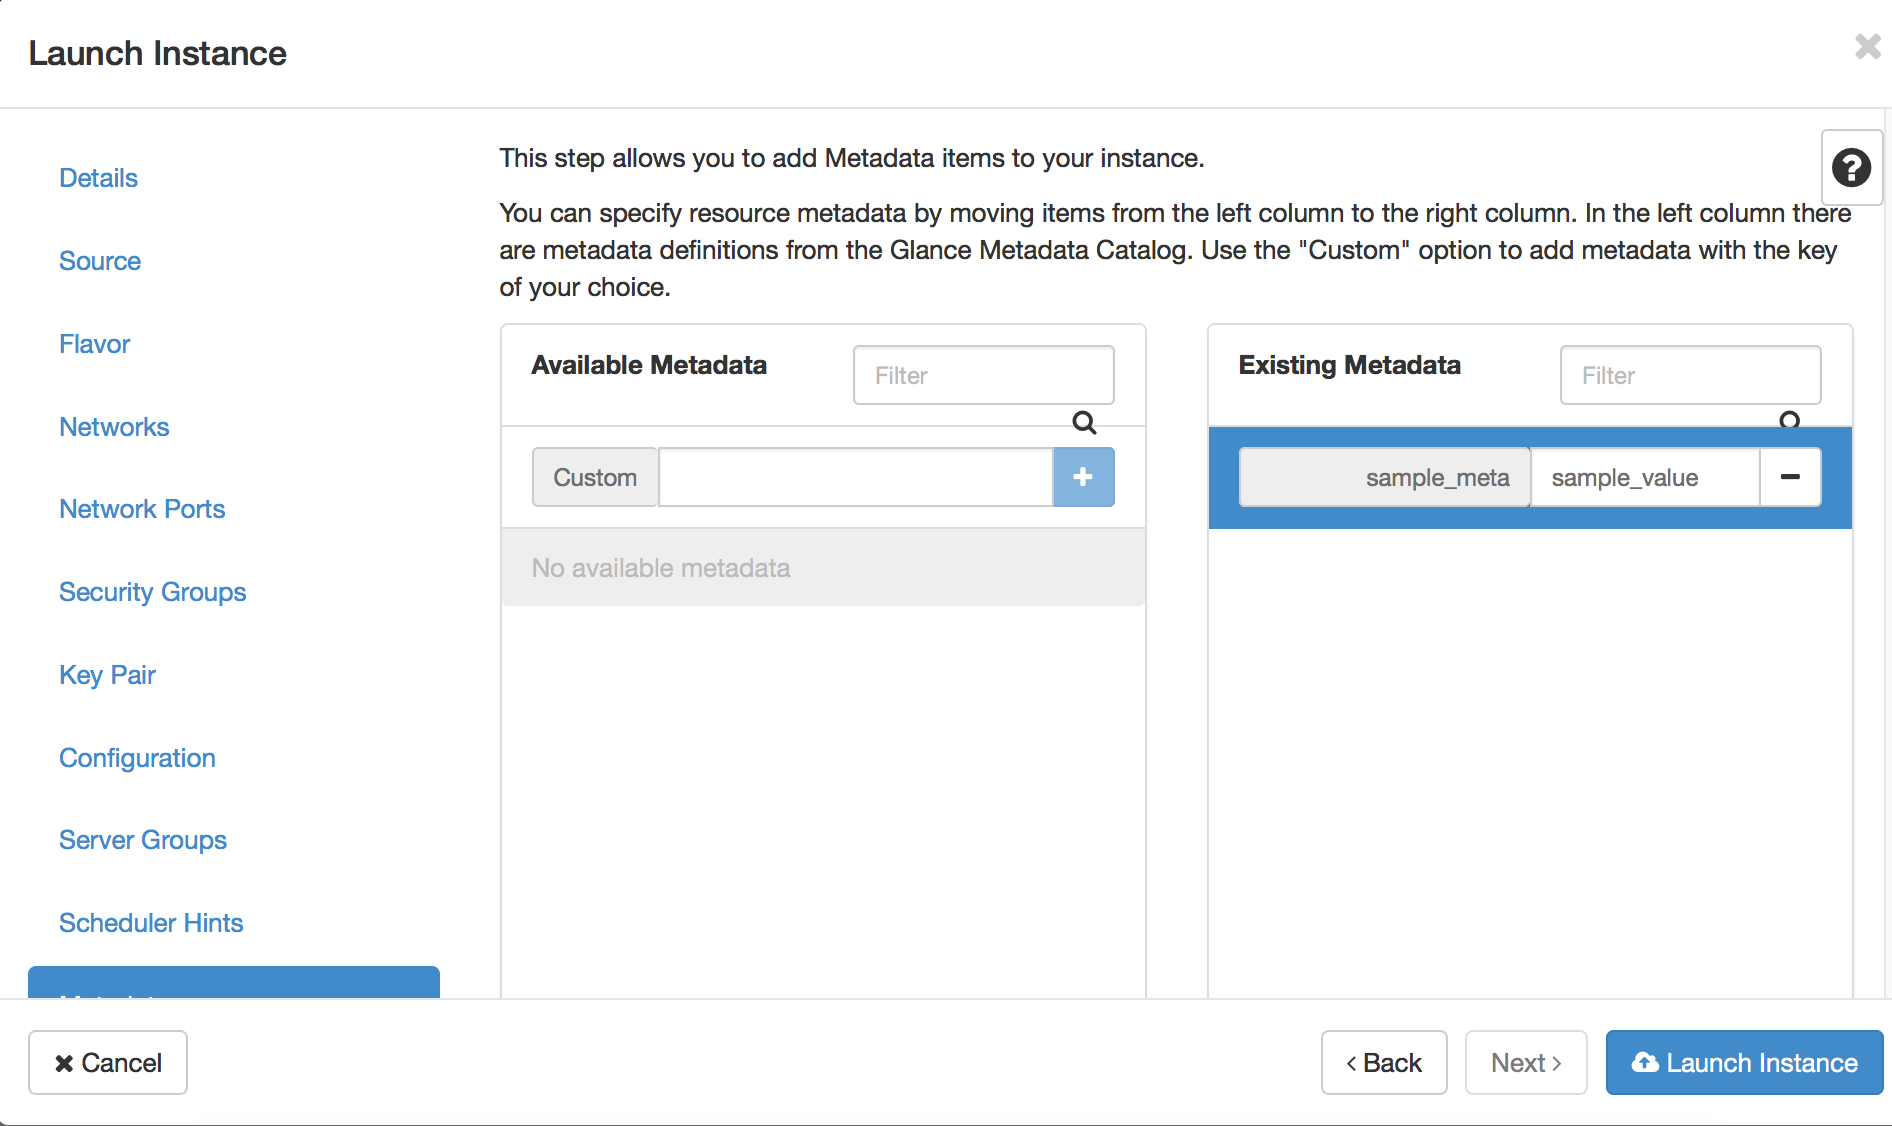 Launch Instance
Details
Source
Flavor
Networks
Network Ports
Security Groups
Key Pair
Configuration
Server Groups
Scheduler Hints
This step allows you to add Metadata items to your instance.
You can specify resource metadata by moving items from the left column to the right column. In the left column there
are metadata definitions from the Glance Metadata Catalog. Use the "Custom" option to add metadata with the key
of your choice.
Available Metadata
Filter
Custom
No available metadata
Existing Metadata
Filter
sample_meta
sample_value
Cancel
Back
Next
Launch Instance